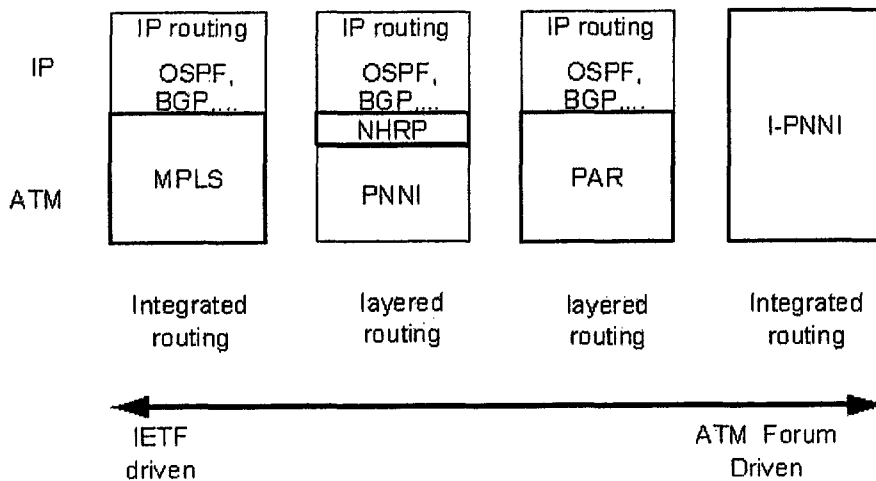 IP
ATM
IP routing
OSPF,
BGP,...
MPLS
Integrated
routing
IP routing
OSPF,
BGP,...
NHRP
PNNI
layered
routing
IP routing
OSPF,
BGP,...
PAR
layered
routing
I-PNNI
Integrated
routing
IETF
driven
ATM Forum
Driven